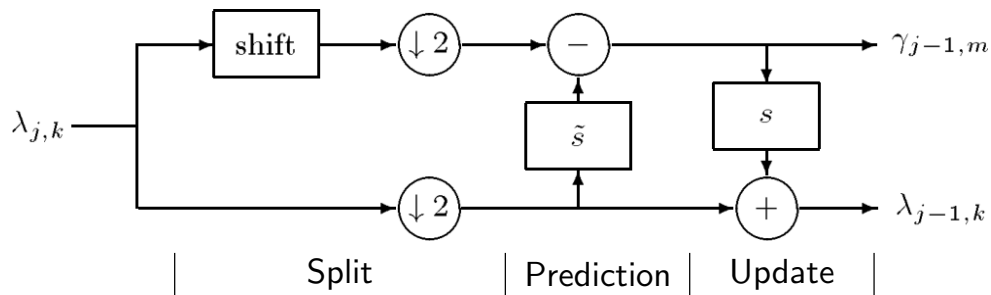 shift
↓ 2
−
γ_{j−1,m}
λ_{j,k}
s̃
s
↓ 2
+
λ_{j−1,k}
Split
Prediction
Update